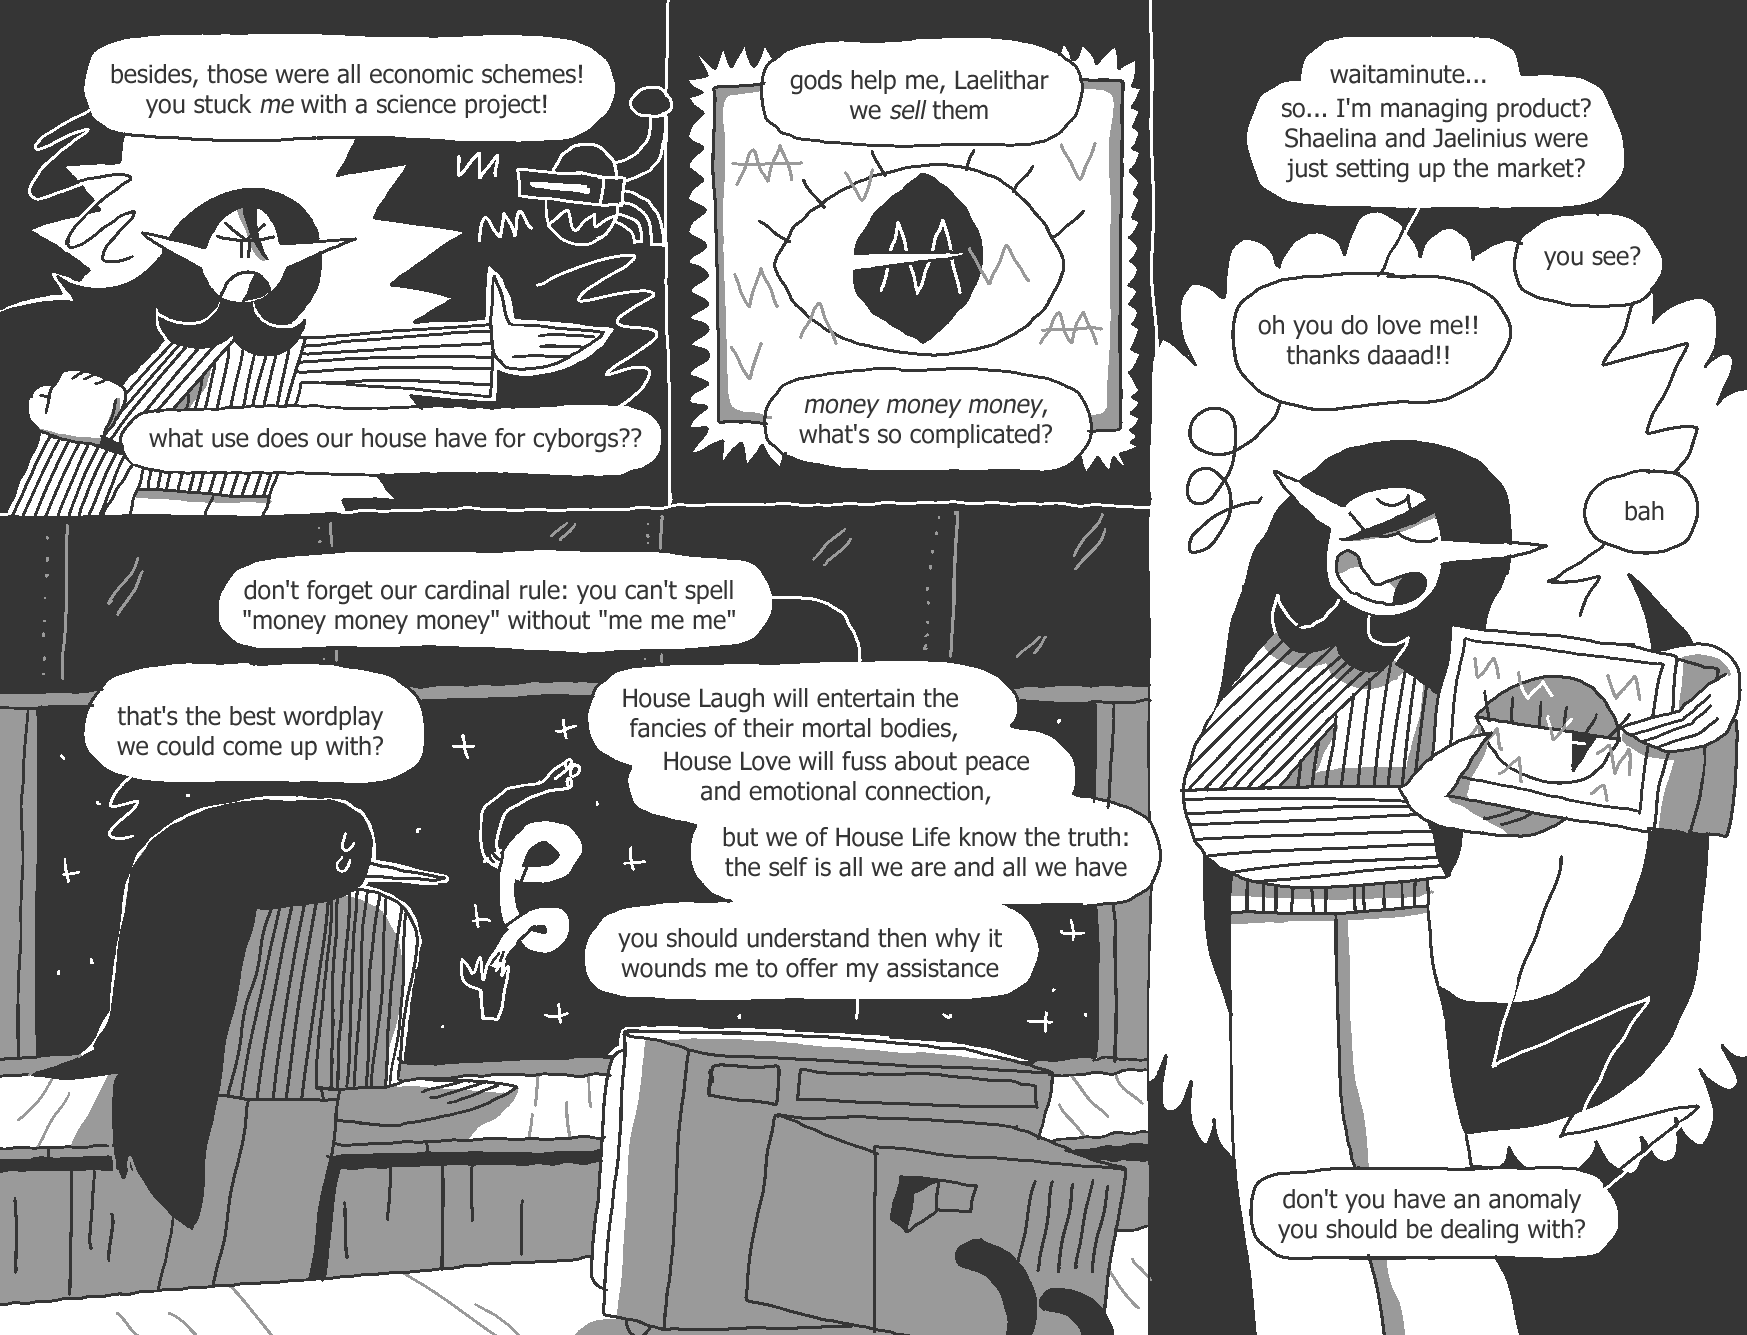 besides, those were all economic schemes!
you stuck me with a science project!
what use does our house have for cyborgs??
gods help me, Laelithar
we sell them
money money money,
what's so complicated?
waitaminute...
so... I'm managing product?
Shaelina and Jaelinius were
just setting up the market?
you see?
oh you do love me!!
thanks daaad!!
bah
don't you have an anomaly
you should be dealing with?
don't forget our cardinal rule: you can't spell
"money money money" without "me me me"
that's the best wordplay
we could come up with?
House Laugh will entertain the
fancies of their mortal bodies,
House Love will fuss about peace
and emotional connection,
but we of House Life know the truth:
the self is all we are and all we have
you should understand then why it
wounds me to offer my assistance